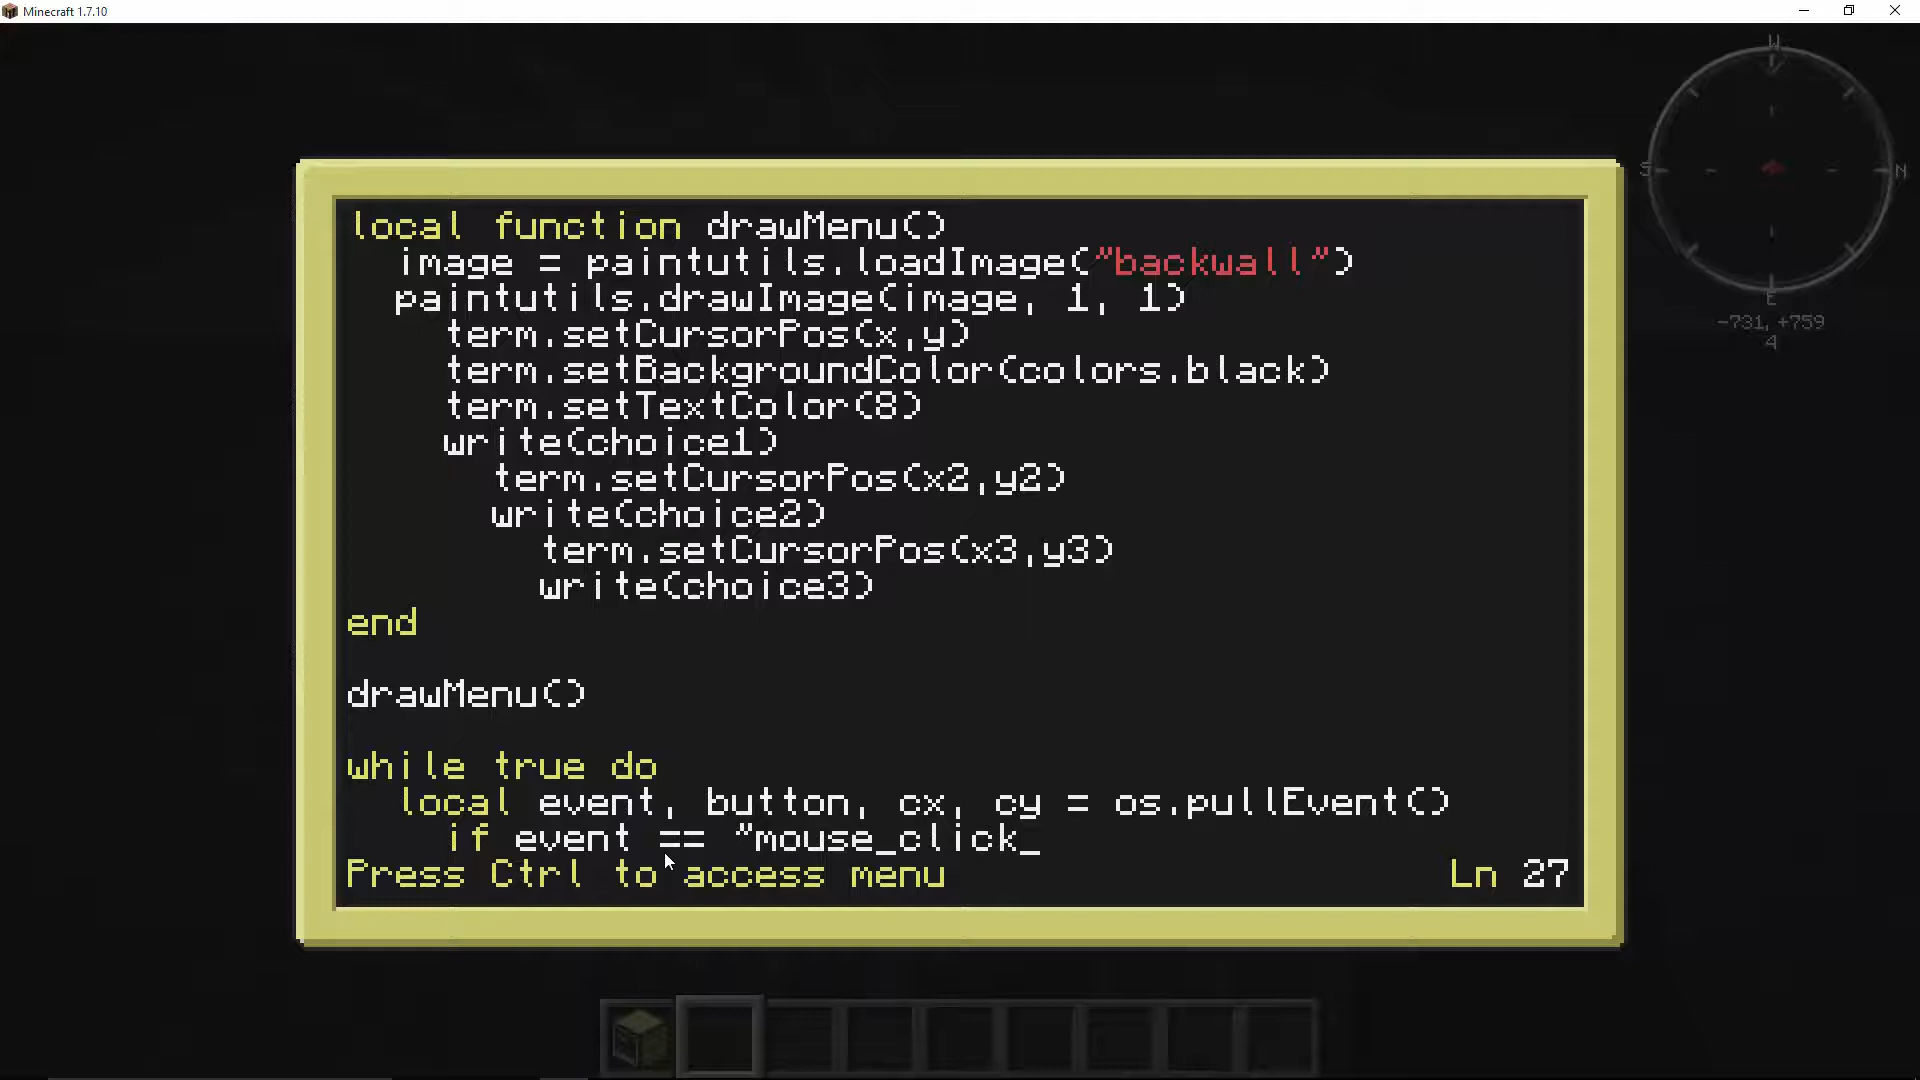 Minecraft 1.7.10
W
S N
E
-731, +759
4
local function drawMenu()
image = paintutils.loadImage("backwall")
paintutils.drawImage(image, 1, 1)
term.setCursorPos(x,y)
term.setBackgroundColor(colors.black)
term.setTextColor(8)
write(choice1)
term.setCursorPos(x2,y2)
write(choice2)
term.setCursorPos(x3,y3)
write(choice3)
end
drawMenu()
while true do
local event, button, cx, cy = os.pullEvent()
if event == "mouse_click_
Press Ctrl to access menu Ln 27